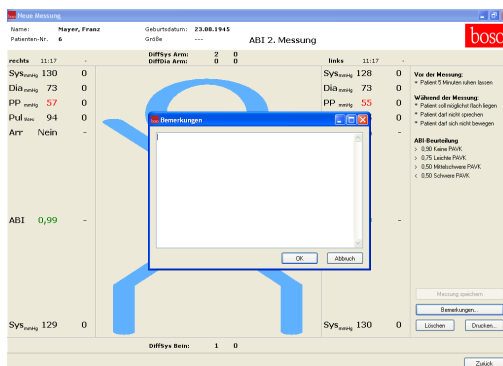 Neue Messung
Name: Mayer, Franz Geburtsdatum: 23.08.1945
Patienten-Nr. 6 Größe --- ABI 2. Messung
boso
rechts 11:17 - DiffSys Arm: 2 0 links 11:17 -
DiffDia Arm: 0 0
Sys mmHg 130 0 Sys mmHg 128 0
Dia mmHg 73 0 Dia mmHg 73 0
PP mmHg 57 0 PP mmHg 55 0
Pul 94 0 Pul 0
Arr Nein - -
ABI 0,99 - -
Sys mmHg 129 0 Sys mmHg 130 0
DiffSys Bein: 1 0
Bemerkungen
OK Abbruch
Vor der Messung:
* Patient 5 Minuten ruhen lassen
Während der Messung:
* Patient soll möglichst flach liegen
* Patient darf nicht sprechen
* Patient darf sich nicht bewegen
ABI-Beurteilung
> 0,90 Keine PAVK
> 0,75 Leichte PAVK
> 0,50 Mittelschwere PAVK
< 0,50 Schwere PAVK
Messung speichern
Bemerkungen...
Löschen Drucken...
Zurück